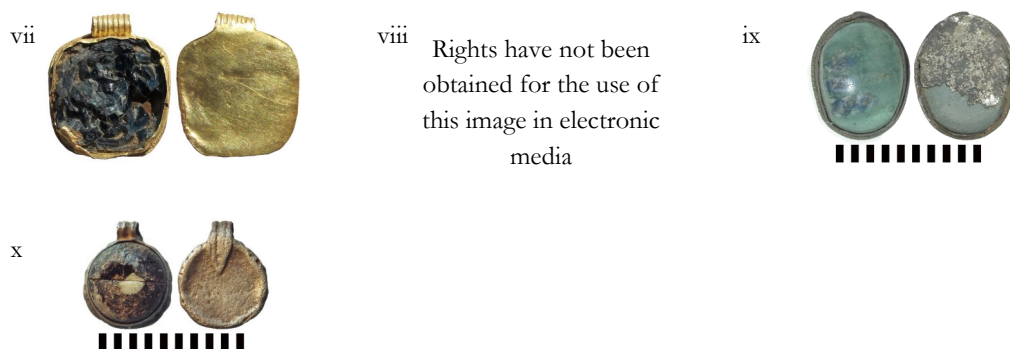 vii
viii
Rights have not been
obtained for the use of
this image in electronic
media
ix
x